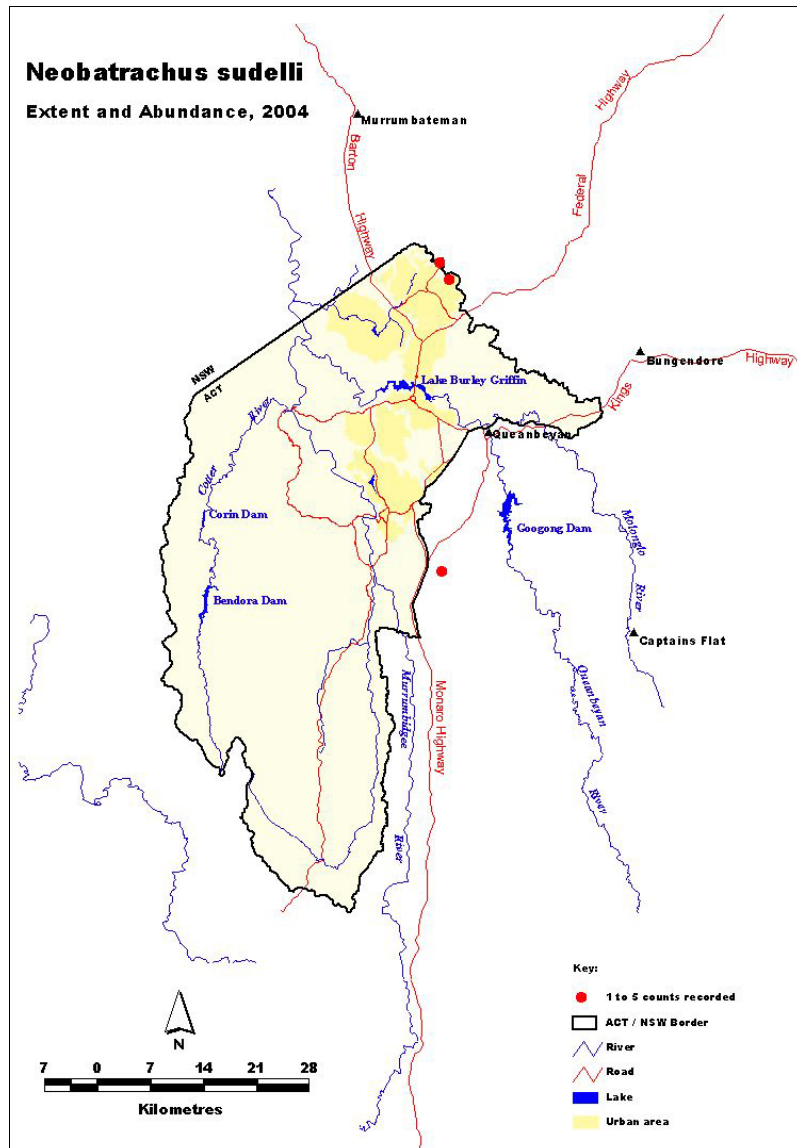 Neobatrachus sudelli
Extent and Abundance, 2004
Murrumbateman
Barton
Highway
Federal
Highway
NSW
ACT
Bungendore
Kings
Highway
Lake Burley Griffin
Queanbeyan
Cotter
River
Corin Dam
Bendora Dam
Googong Dam
Molonglo
River
Captains Flat
Queanbeyan
River
Murrumbidgee
River
Monaro Highway
N
7 0 7 14 21 28
Kilometres
Key:
1 to 5 counts recorded
ACT / NSW Border
River
Road
Lake
Urban area